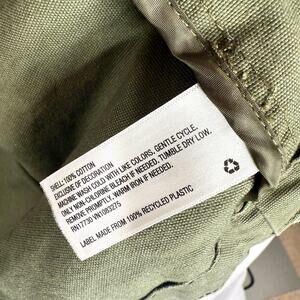 SHELL: 100% COTTON
EXCLUSIVE OF DECORATION
MACHINE WASH COLD WITH LIKE COLORS, GENTLE CYCLE.
ONLY NON-CHLORINE BLEACH IF NEEDED. TUMBLE DRY LOW.
REMOVE PROMPTLY. WARM IRON IF NEEDED.
RN17730 VN1083275
LABEL MADE FROM 100% RECYCLED PLASTIC